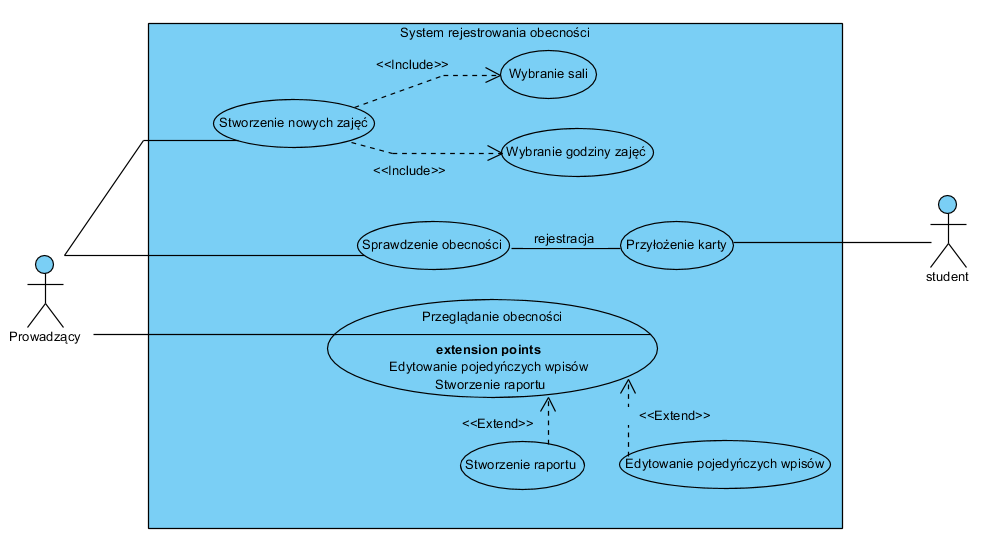 System rejestrowania obecności
<<Include>>
Wybranie sali
Stworzenie nowych zajęć
Wybranie godziny zajęć
<<Include>>
Sprawdzenie obecności
rejestracja
Przyłożenie karty
student
Prowadzący
Przeglądanie obecności
extension points
Edytowanie pojedyńczych wpisów
Stworzenie raportu
<<Extend>>
<<Extend>>
Stworzenie raportu
Edytowanie pojedyńczych wpisów